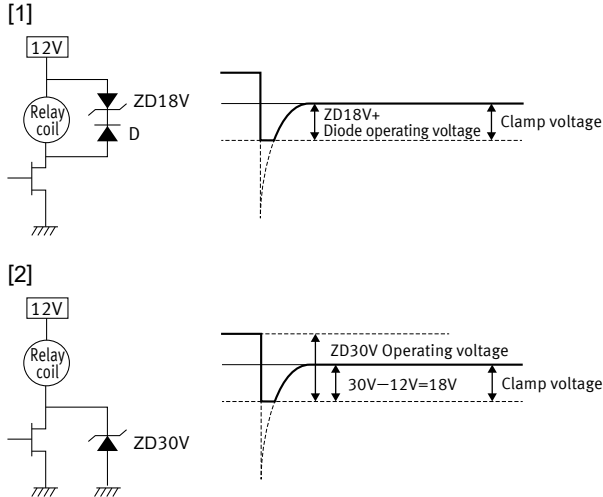 [1]
12V
Relay
coil
ZD18V
D
ZD18V+
Diode operating voltage
Clamp voltage
[2]
12V
Relay
coil
ZD30V
ZD30V Operating voltage
30V−12V=18V
Clamp voltage